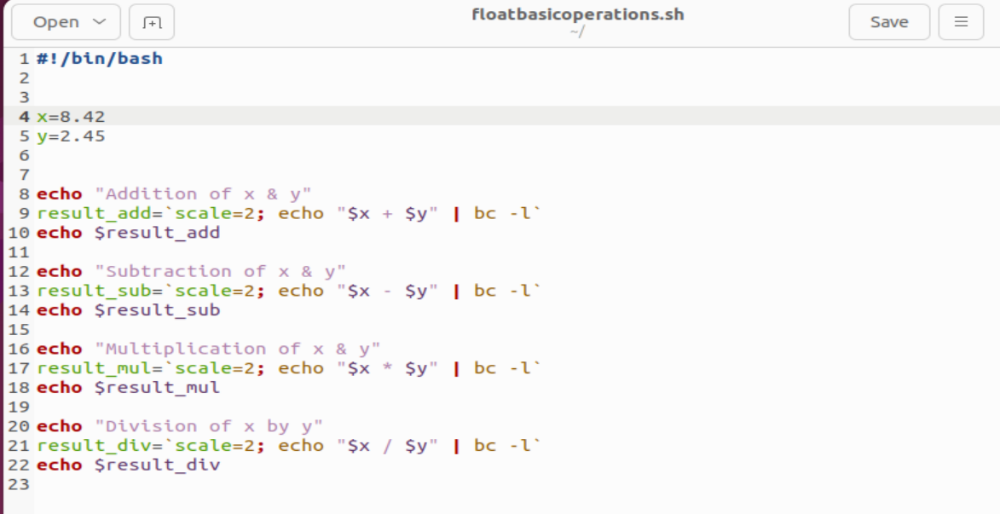 Open
floatbasicoperations.sh
~/
Save
1 #!/bin/bash
2
3
4 x=8.42
5 y=2.45
6
7
8 echo "Addition of x & y"
9 result_add=`scale=2; echo "$x + $y" | bc -l`
10 echo $result_add
11
12 echo "Subtraction of x & y"
13 result_sub=`scale=2; echo "$x - $y" | bc -l`
14 echo $result_sub
15
16 echo "Multiplication of x & y"
17 result_mul=`scale=2; echo "$x * $y" | bc -l`
18 echo $result_mul
19
20 echo "Division of x by y"
21 result_div=`scale=2; echo "$x / $y" | bc -l`
22 echo $result_div
23